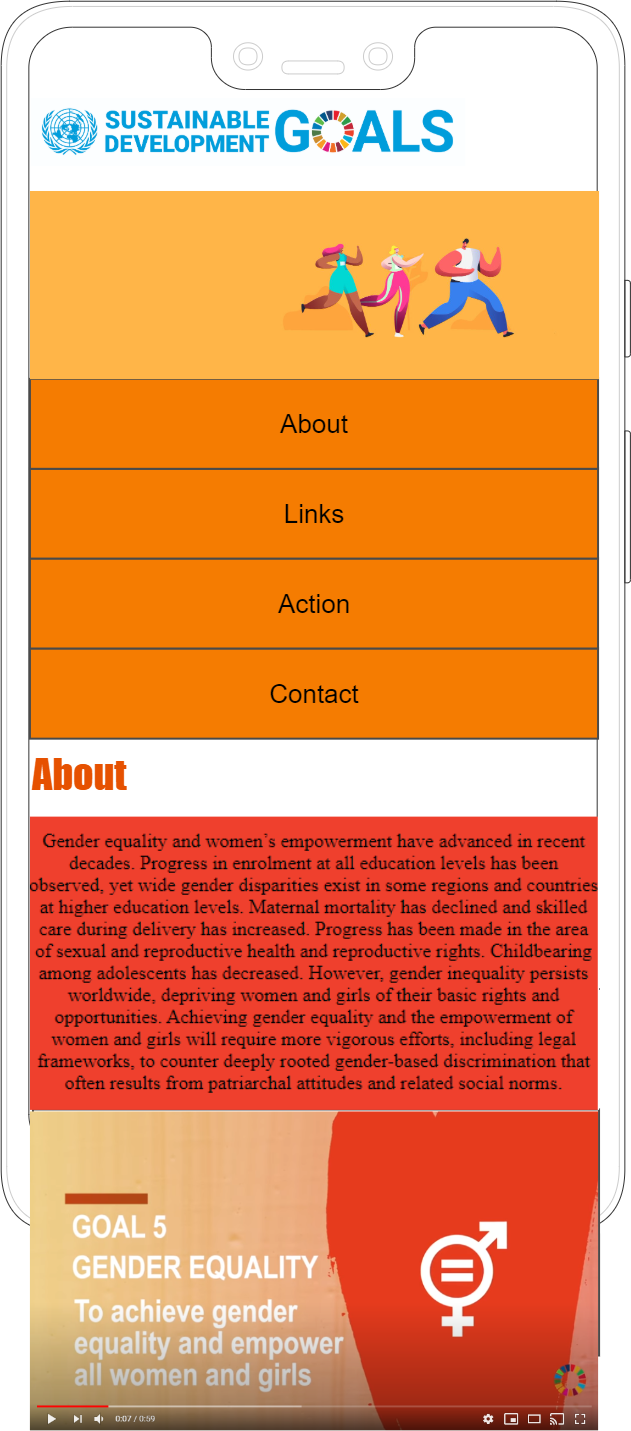 SUSTAINABLE
DEVELOPMENT GOALS
About
Links
Action
Contact
About
Gender equality and women’s empowerment have advanced in recent
decades. Progress in enrolment at all education levels has been
observed, yet wide gender disparities exist in some regions and countries
at higher education levels. Maternal mortality has declined and skilled
care during delivery has increased. Progress has been made in the area
of sexual and reproductive health and reproductive rights. Childbearing
among adolescents has decreased. However, gender inequality persists
worldwide, depriving women and girls of their basic rights and
opportunities. Achieving gender equality and the empowerment of
women and girls will require more vigorous efforts, including legal
frameworks, to counter deeply rooted gender-based discrimination that
often results from patriarchal attitudes and related social norms.
GOAL 5
GENDER EQUALITY
To achieve gender
equality and empower
all women and girls
0:07 / 0:59